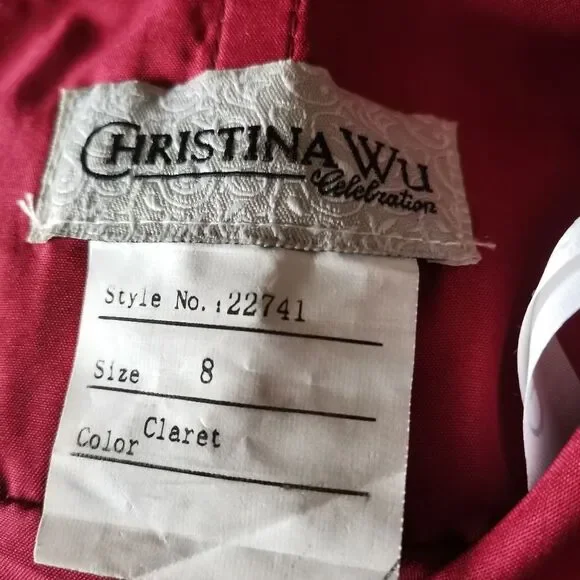 CHRISTINA WU
Celebration
Style No.:22741
Size 8
Color Claret